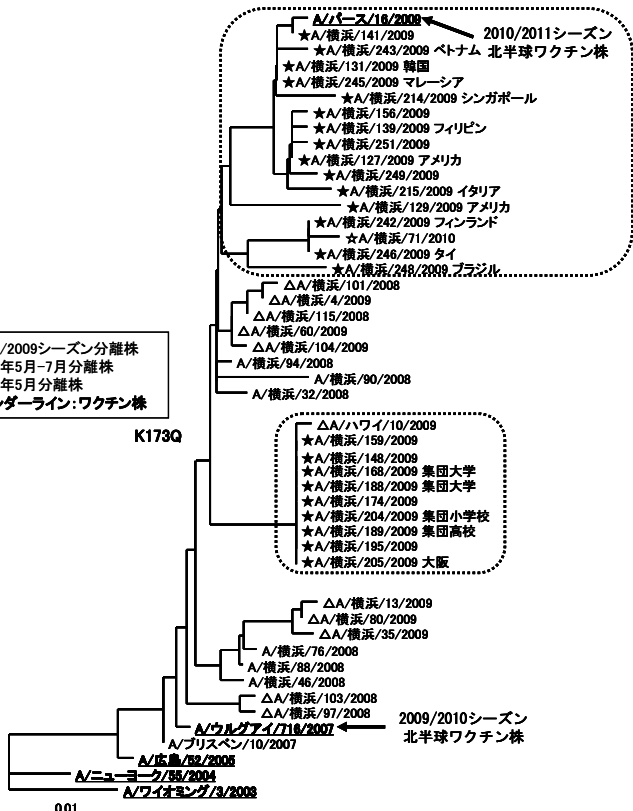 A/パース/16/2009
2010/2011シーズン
北半球ワクチン株
★A/横浜/141/2009
★A/横浜/243/2009 ベトナム
★A/横浜/131/2009 韓国
★A/横浜/245/2009 マレーシア
★A/横浜/214/2009 シンガポール
★A/横浜/156/2009
★A/横浜/139/2009 フィリピン
★A/横浜/251/2009
★A/横浜/127/2009 アメリカ
★A/横浜/249/2009
★A/横浜/215/2009 イタリア
★A/横浜/129/2009 アメリカ
★A/横浜/242/2009 フィンランド
☆A/横浜/71/2010
★A/横浜/246/2009 タイ
★A/横浜/248/2009 ブラジル
△A/横浜/101/2008
△A/横浜/4/2009
△A/横浜/115/2008
△A/横浜/60/2009
△A/横浜/104/2009
A/横浜/94/2008
A/横浜/90/2008
A/横浜/32/2008
/2009シーズン分離株
年5月-7月分離株
年5月分離株
ンダーライン：ワクチン株
K173Q
△A/ハワイ/10/2009
★A/横浜/159/2009
★A/横浜/148/2009
★A/横浜/168/2009 集団大学
★A/横浜/188/2009 集団大学
★A/横浜/174/2009
★A/横浜/204/2009 集団小学校
★A/横浜/189/2009 集団高校
★A/横浜/195/2009
★A/横浜/205/2009 大阪
△A/横浜/13/2009
△A/横浜/80/2009
△A/横浜/35/2009
A/横浜/76/2008
A/横浜/88/2008
A/横浜/46/2008
△A/横浜/103/2008
△A/横浜/97/2008
A/ウルグアイ/716/2007
2009/2010シーズン
北半球ワクチン株
A/ブリスベン/10/2007
A/広島/52/2005
A/ニューヨーク/55/2004
A/ワイオミング/3/2003
0.01